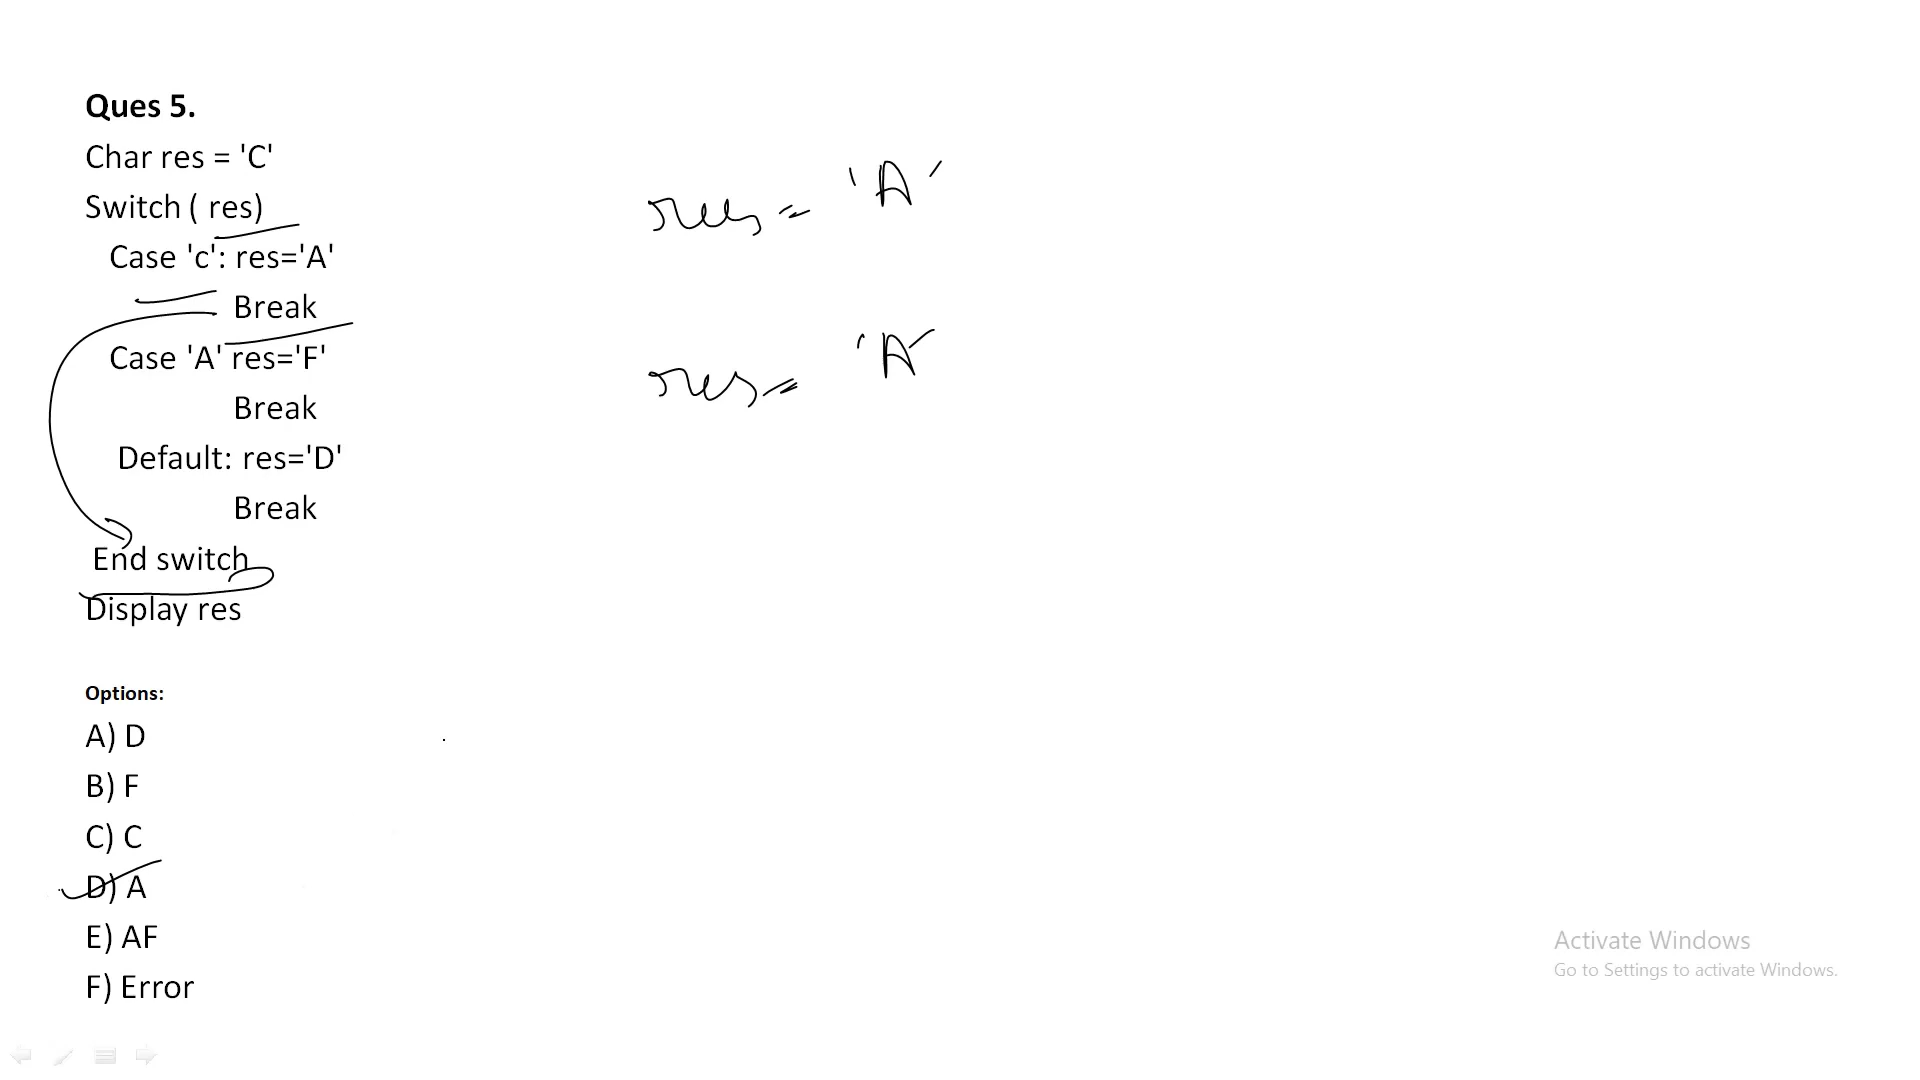 Ques 5.
Char res = 'C'
Switch ( res)
Case 'c': res='A'
Break
Case 'A' res='F'
Break
Default: res='D'
Break
End switch
Display res
res = 'A'
res = 'A'
Options:
A) D
B) F
C) C
D) A
E) AF
F) Error
Activate Windows
Go to Settings to activate Windows.